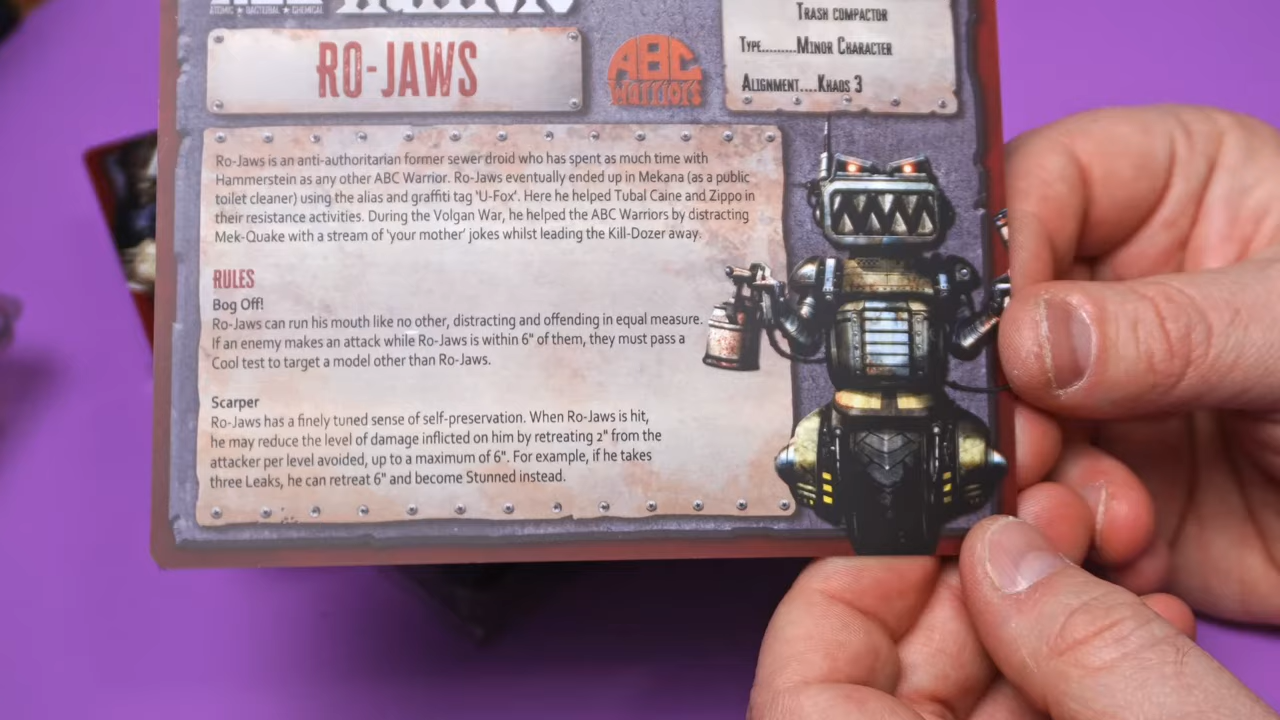 ATOMIC ★ BACTERIAL ★ CHEMICAL
Warriors
TRASH COMPACTOR
TYPE.........MINOR CHARACTER
ALIGNMENT....KHAOS 3
RO-JAWS
ABC
Warriors
Ro-Jaws is an anti-authoritarian former sewer droid who has spent as much time with
Hammerstein as any other ABC Warrior. Ro-Jaws eventually ended up in Mekana (as a public
toilet cleaner) using the alias and graffiti tag 'U-Fox'. Here he helped Tubal Caine and Zippo in
their resistance activities. During the Volgan War, he helped the ABC Warriors by distracting
Mek-Quake with a stream of 'your mother' jokes whilst leading the Kill-Dozer away.
RULES
Bog Off!
Ro-Jaws can run his mouth like no other, distracting and offending in equal measure.
If an enemy makes an attack while Ro-Jaws is within 6" of them, they must pass a
Cool test to target a model other than Ro-Jaws.
Scarper
Ro-Jaws has a finely tuned sense of self-preservation. When Ro-Jaws is hit,
he may reduce the level of damage inflicted on him by retreating 2" from the
attacker per level avoided, up to a maximum of 6". For example, if he takes
three Leaks, he can retreat 6" and become Stunned instead.